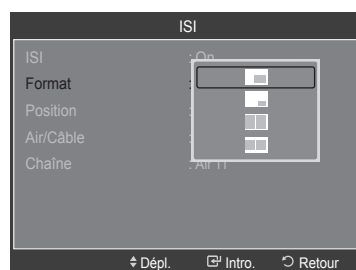 ISI
ISI : On
Format :
Position :
Air/Câble :
Chaîne : Air 11
Dépl. Intro. Retour